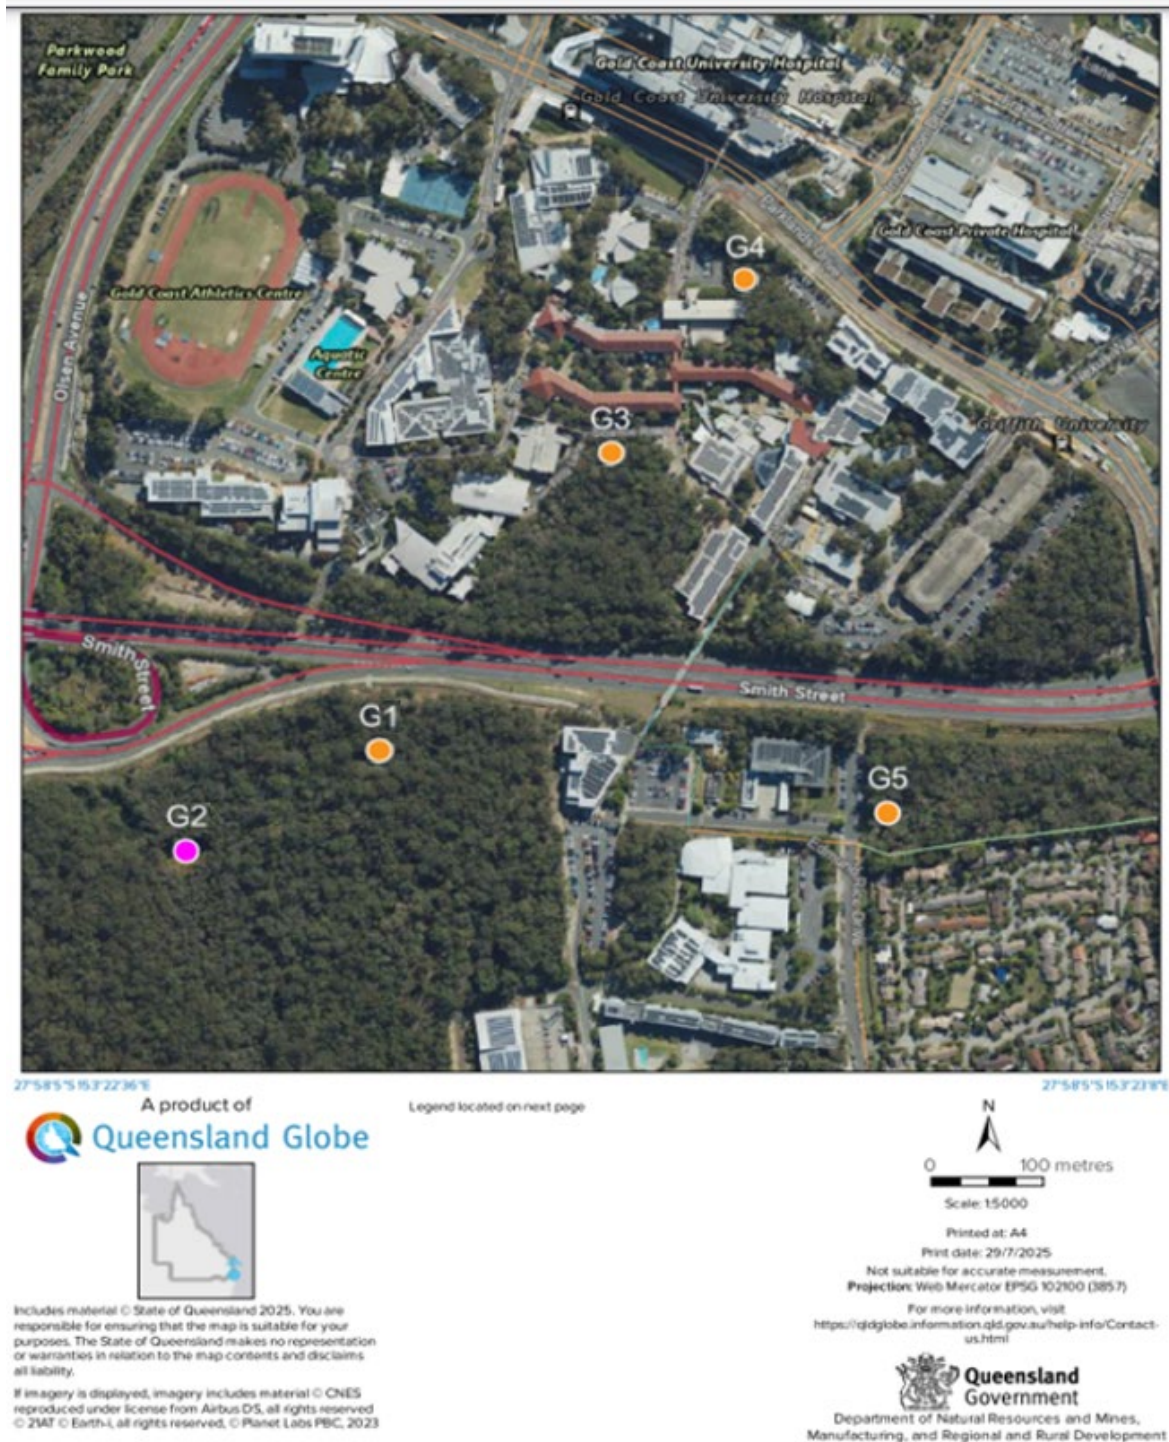 Parkwood
Family Park
Gold Coast University Hospital
Gold Coast University Hospital
Gold Coast Private Hospital
G4
Parklands
Olsen Avenue
Gold Coast Athletics Centre
Aquatic
Centre
G3
Griffith University
Smith Street
Smith Street
G1
G5
G2
27°58'5"S 153°22'36"E
27°58'5"S 153°23'8"E
A product of
Queensland Globe
Legend located on next page
N
0 100 metres
Scale: 1:5000
Printed at: A4
Print date: 29/7/2025
Not suitable for accurate measurement.
Projection: Web Mercator EPSG 102100 (3857)
For more information, visit
https://qldglobe.information.qld.gov.au/help-info/Contact-
us.html
Includes material © State of Queensland 2025. You are
responsible for ensuring that the map is suitable for your
purposes. The State of Queensland makes no representation
or warranties in relation to the map contents and disclaims
all liability.
If imagery is displayed, imagery includes material © CNES
reproduced under license from Airbus DS, all rights reserved
© 21AT © Earth-i, all rights reserved, © Planet Labs PBC, 2023
Queensland
Government
Department of Natural Resources and Mines,
Manufacturing, and Regional and Rural Development